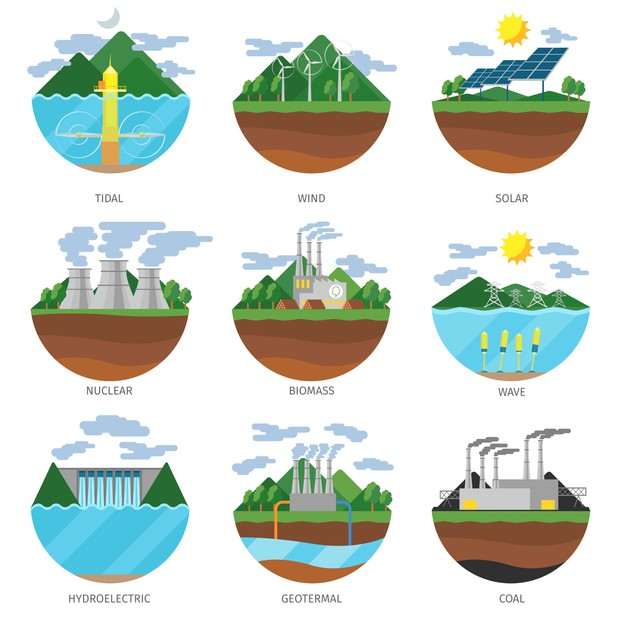 TIDAL
WIND
SOLAR
NUCLEAR
BIOMASS
WAVE
HYDROELECTRIC
GEOTERMAL
COAL